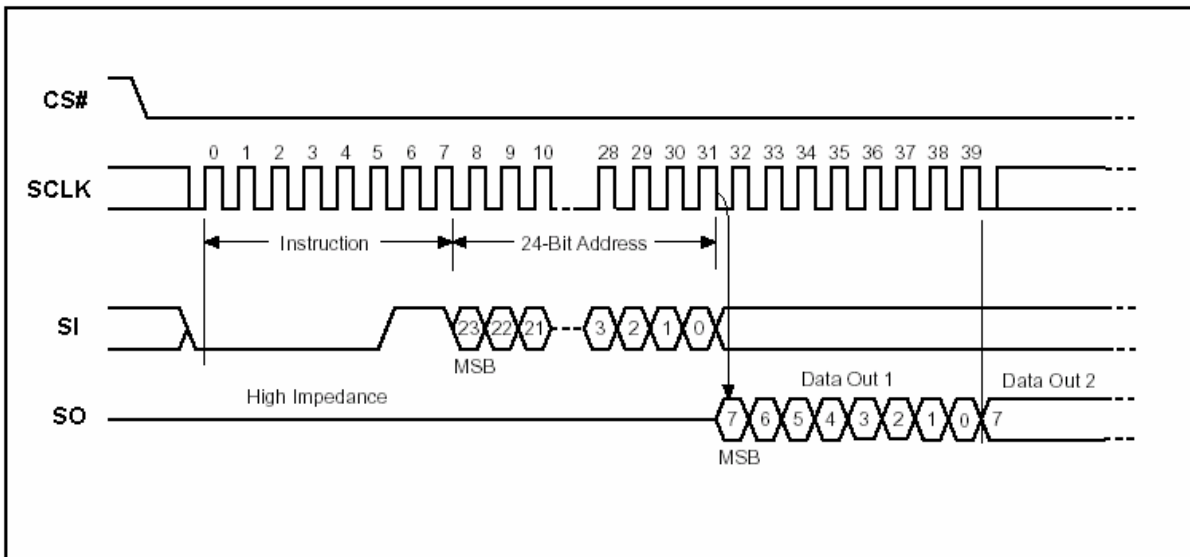 CS#
0 1 2 3 4 5 6 7 8 9 10 28 29 30 31 32 33 34 35 36 37 38 39
SCLK
Instruction 24-Bit Address
SI 23 22 21 3 2 1 0
MSB
Data Out 1 Data Out 2
High Impedance
SO 7 6 5 4 3 2 1 0 7
MSB